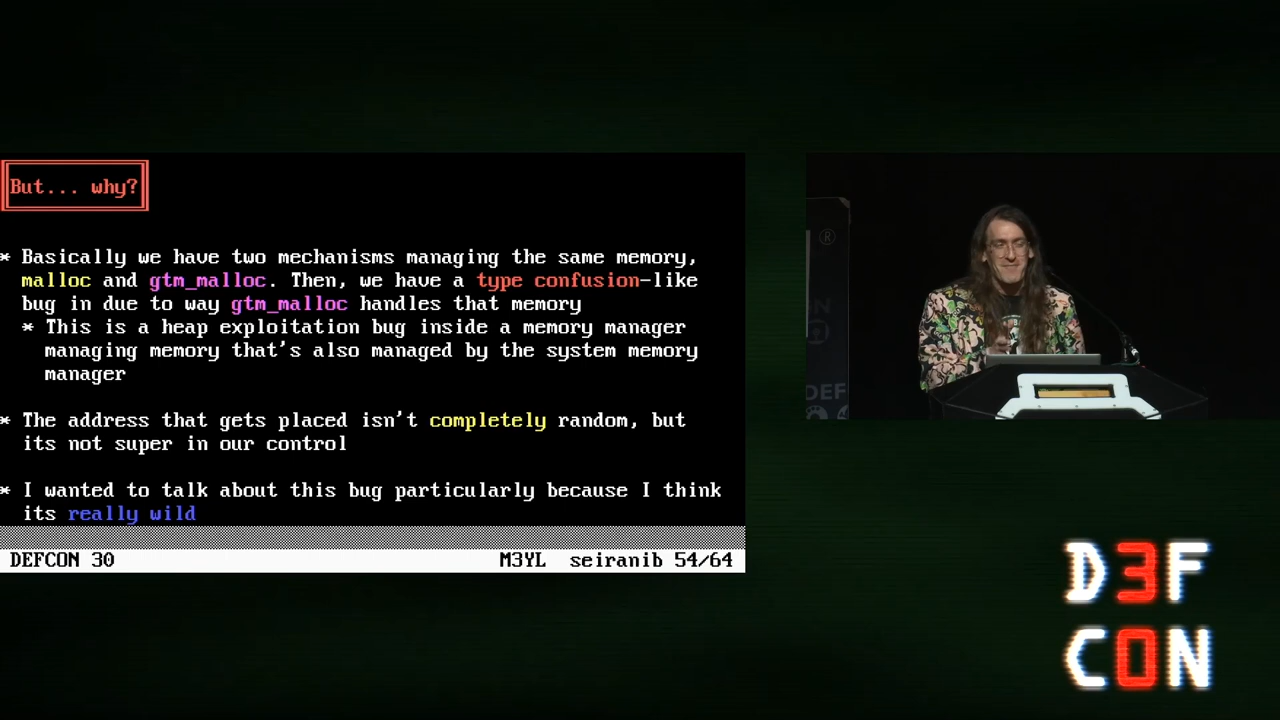 But... why?
* Basically we have two mechanisms managing the same memory,
malloc and gtm_malloc. Then, we have a type confusion-like
bug in due to way gtm_malloc handles that memory
* This is a heap exploitation bug inside a memory manager
managing memory that's also managed by the system memory
manager
* The address that gets placed isn't completely random, but
its not super in our control
* I wanted to talk about this bug particularly because I think
its really wild
DEFCON 30 M3YL seiranib 54/64
®
DEF
D3F
C0N